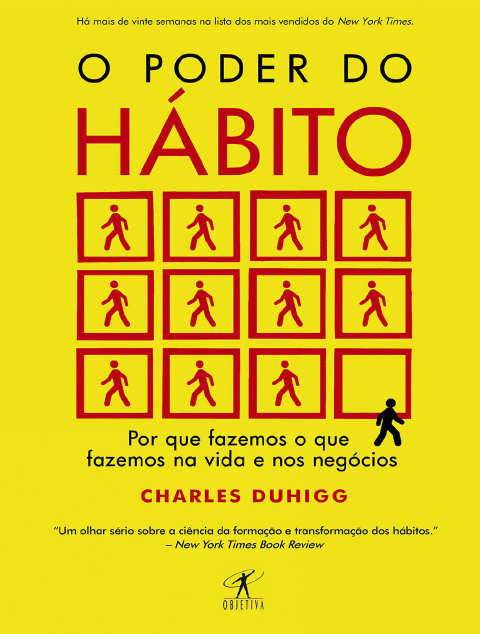 Há mais de vinte semanas na lista dos mais vendidos do New York Times.
O PODER DO
HÁBITO
Por que fazemos o que
fazemos na vida e nos negócios
CHARLES DUHIGG
“Um olhar sério sobre a ciência da formação e transformação dos hábitos.”
– New York Times Book Review
OBJETIVA